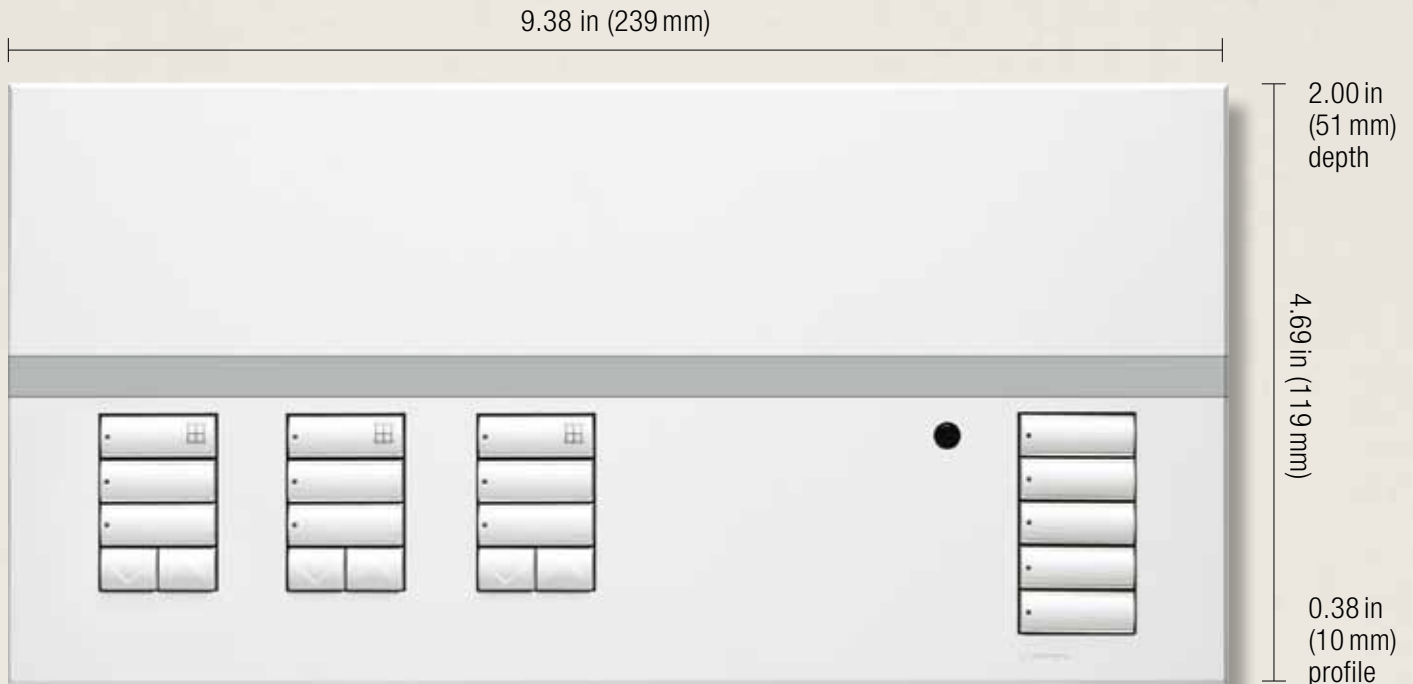 9.38 in (239 mm)
2.00 in
(51 mm)
depth
4.69 in (119 mm)
0.38 in
(10 mm)
profile